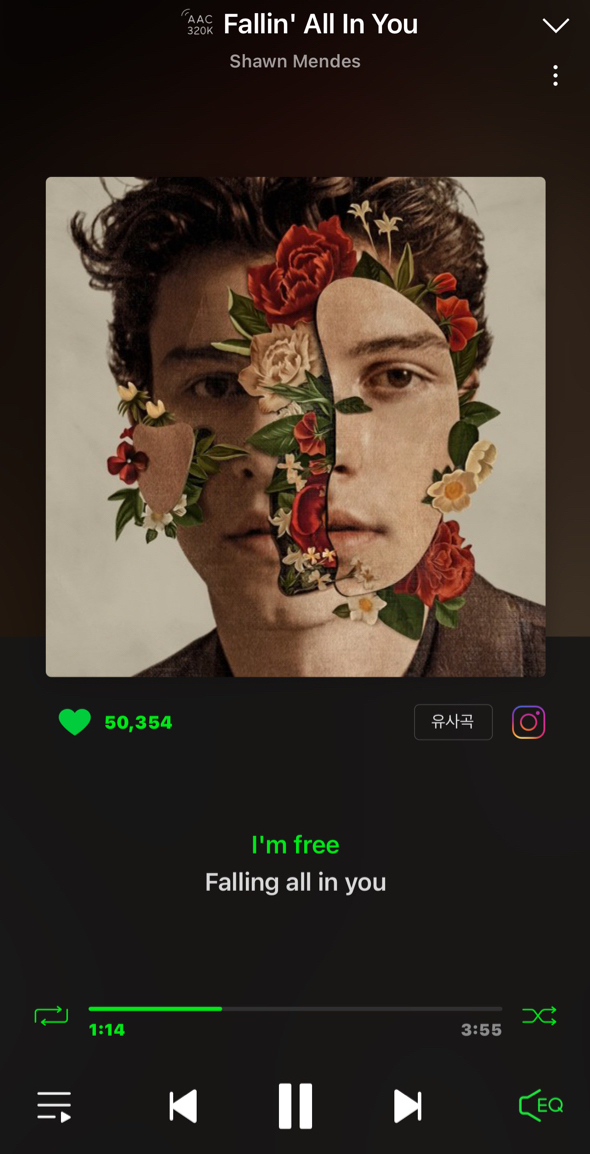 AAC
320K
Fallin' All In You
Shawn Mendes
50,354
유사곡
I'm free
Falling all in you
1:14
3:55
EQ